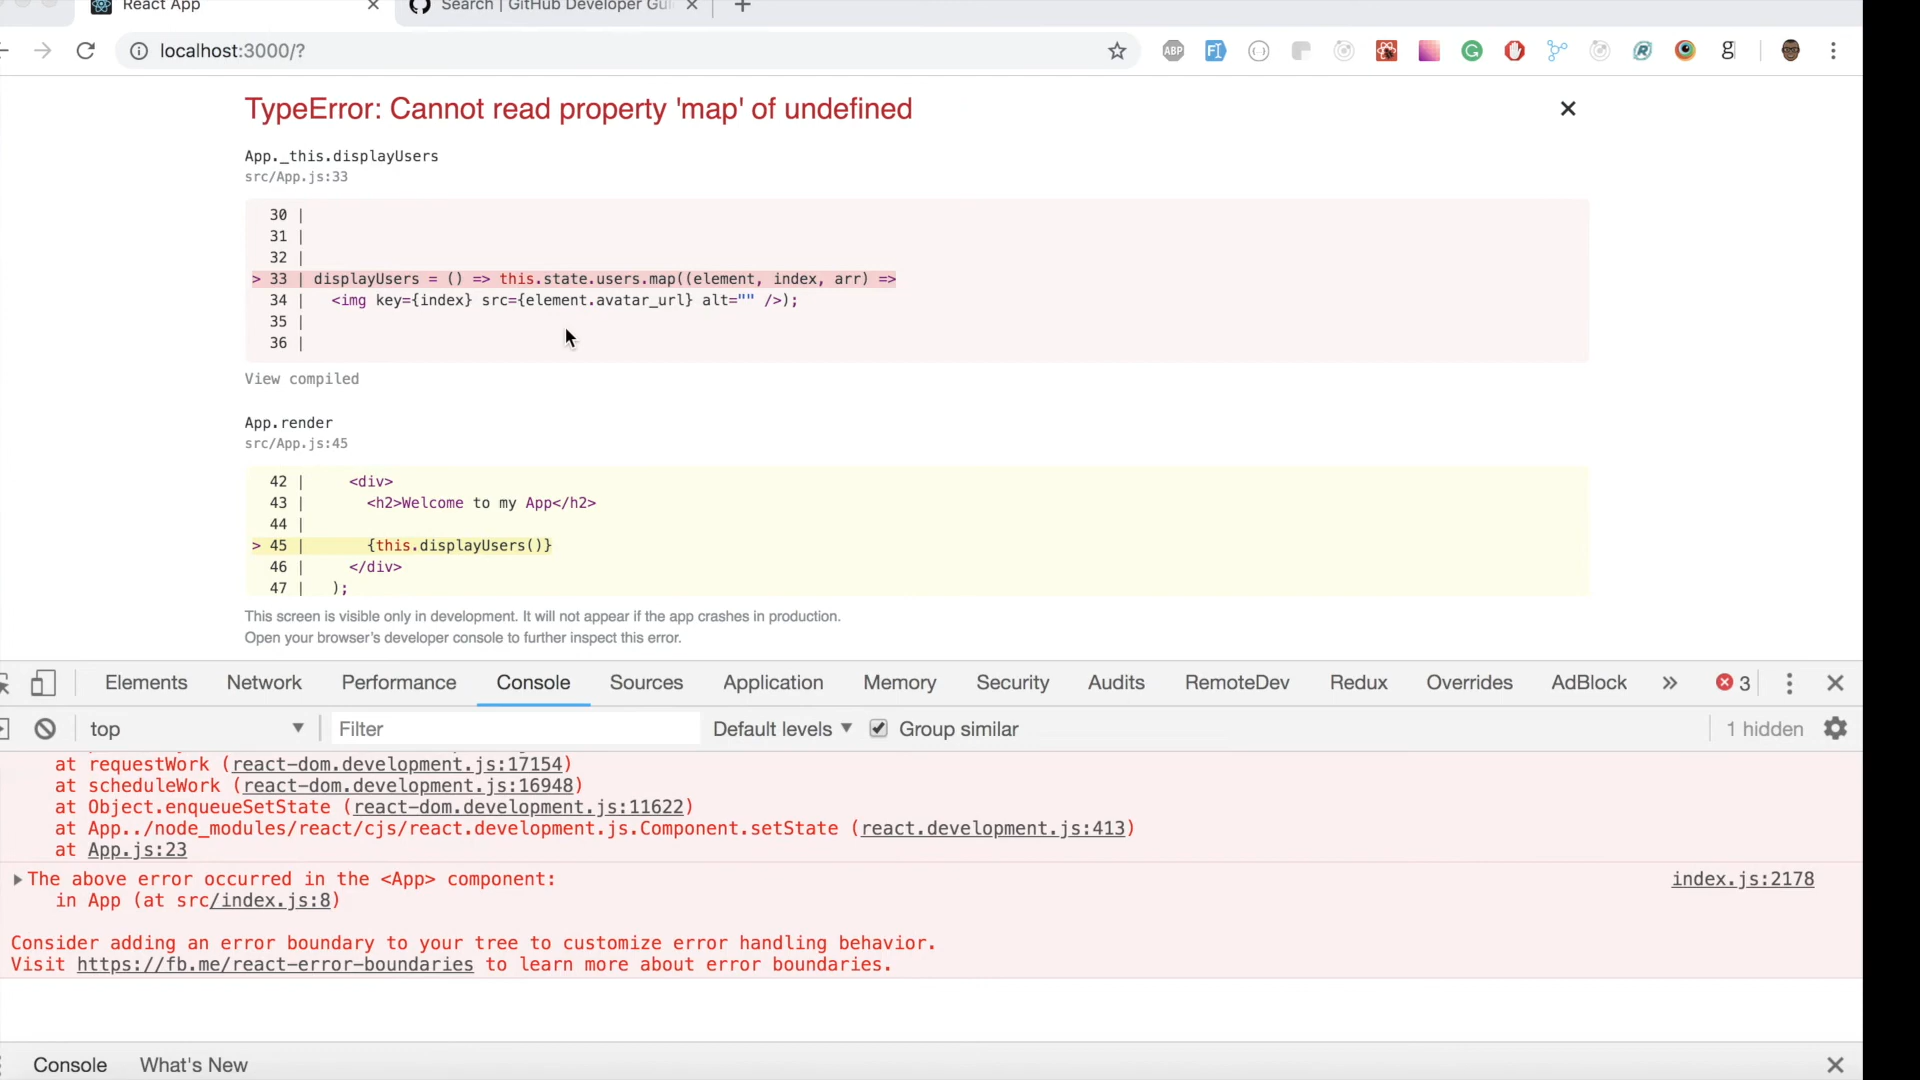 React App
Search | GitHub Developer Gui
localhost:3000/?
ABP
TypeError: Cannot read property 'map' of undefined
App._this.displayUsers
src/App.js:33
30 |
31 |
32 |
> 33 | displayUsers = () => this.state.users.map((element, index, arr) =>
34 | <img key={index} src={element.avatar_url} alt="" />);
35 |
36 |
View compiled
App.render
src/App.js:45
42 | <div>
43 | <h2>Welcome to my App</h2>
44 |
> 45 | {this.displayUsers()}
46 | </div>
47 | );
This screen is visible only in development. It will not appear if the app crashes in production.
Open your browser’s developer console to further inspect this error.
Elements Network Performance Console Sources Application Memory Security Audits RemoteDev Redux Overrides AdBlock » 3
top Filter Default levels Group similar 1 hidden
at requestWork (react-dom.development.js:17154)
at scheduleWork (react-dom.development.js:16948)
at Object.enqueueSetState (react-dom.development.js:11622)
at App../node_modules/react/cjs/react.development.js.Component.setState (react.development.js:413)
at App.js:23
The above error occurred in the <App> component: index.js:2178
in App (at src/index.js:8)
Consider adding an error boundary to your tree to customize error handling behavior.
Visit https://fb.me/react-error-boundaries to learn more about error boundaries.
Console What's New